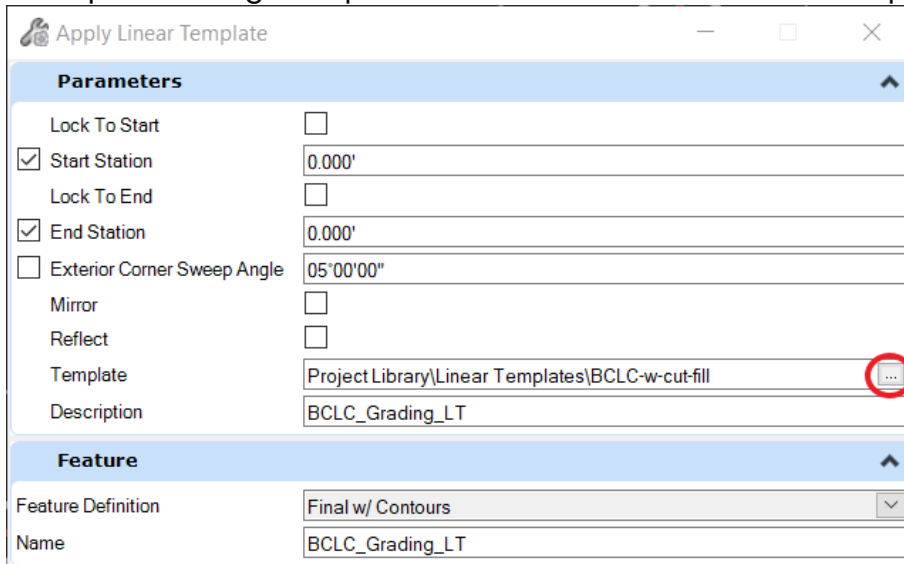 Apply Linear Template
Parameters
Lock To Start
Start Station 0.000'
Lock To End
End Station 0.000'
Exterior Corner Sweep Angle 05°00'00"
Mirror
Reflect
Template Project Library\Linear Templates\BCLC-w-cut-fill ...
Description BCLC_Grading_LT
Feature
Feature Definition Final w/ Contours
Name BCLC_Grading_LT